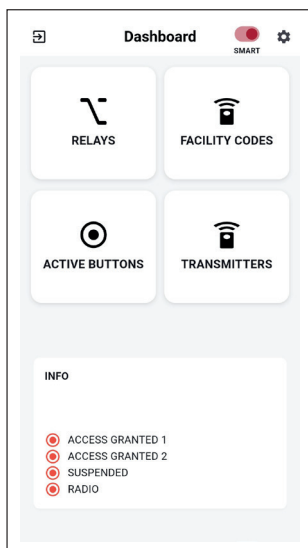 Dashboard
SMART
RELAYS
FACILITY CODES
ACTIVE BUTTONS
TRANSMITTERS
INFO
ACCESS GRANTED 1
ACCESS GRANTED 2
SUSPENDED
RADIO